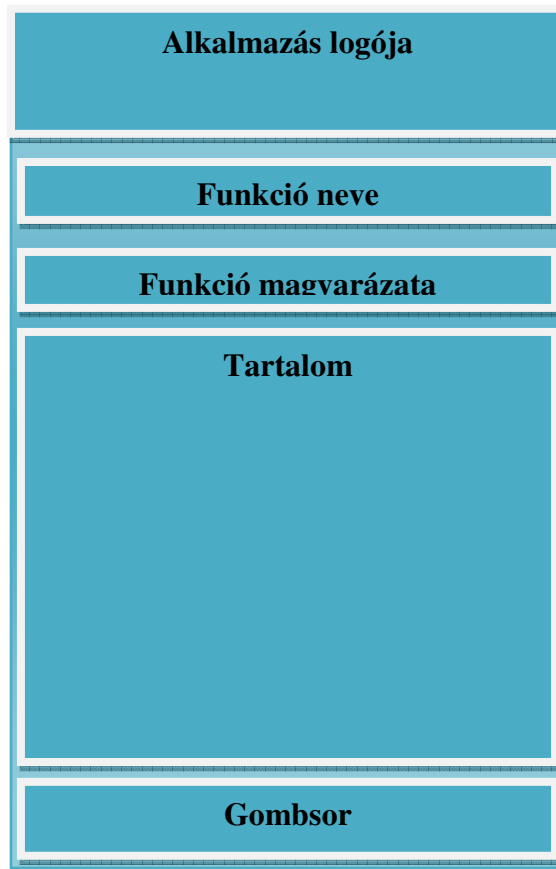 Alkalmazás logója
Funkció neve
Funkció magyarázata
Tartalom
Gombsor